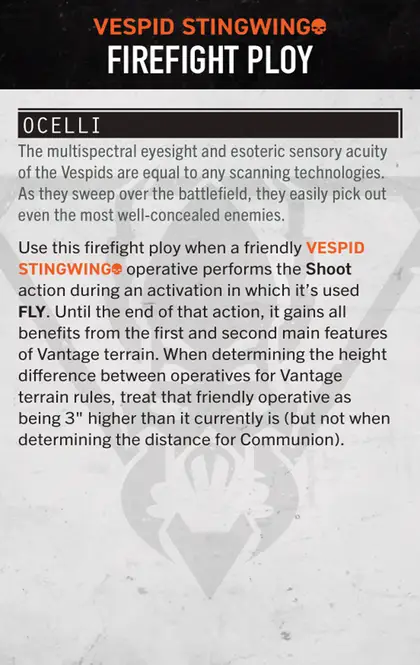 VESPID STINGWING
FIREFIGHT PLOY
OCELLI
The multispectral eyesight and esoteric sensory acuity
of the Vespids are equal to any scanning technologies.
As they sweep over the battlefield, they easily pick out
even the most well-concealed enemies.
Use this firefight ploy when a friendly VESPID
STINGWING operative performs the Shoot
action during an activation in which it’s used
FLY. Until the end of that action, it gains all
benefits from the first and second main features
of Vantage terrain. When determining the height
difference between operatives for Vantage
terrain rules, treat that friendly operative as
being 3" higher than it currently is (but not when
determining the distance for Communion).